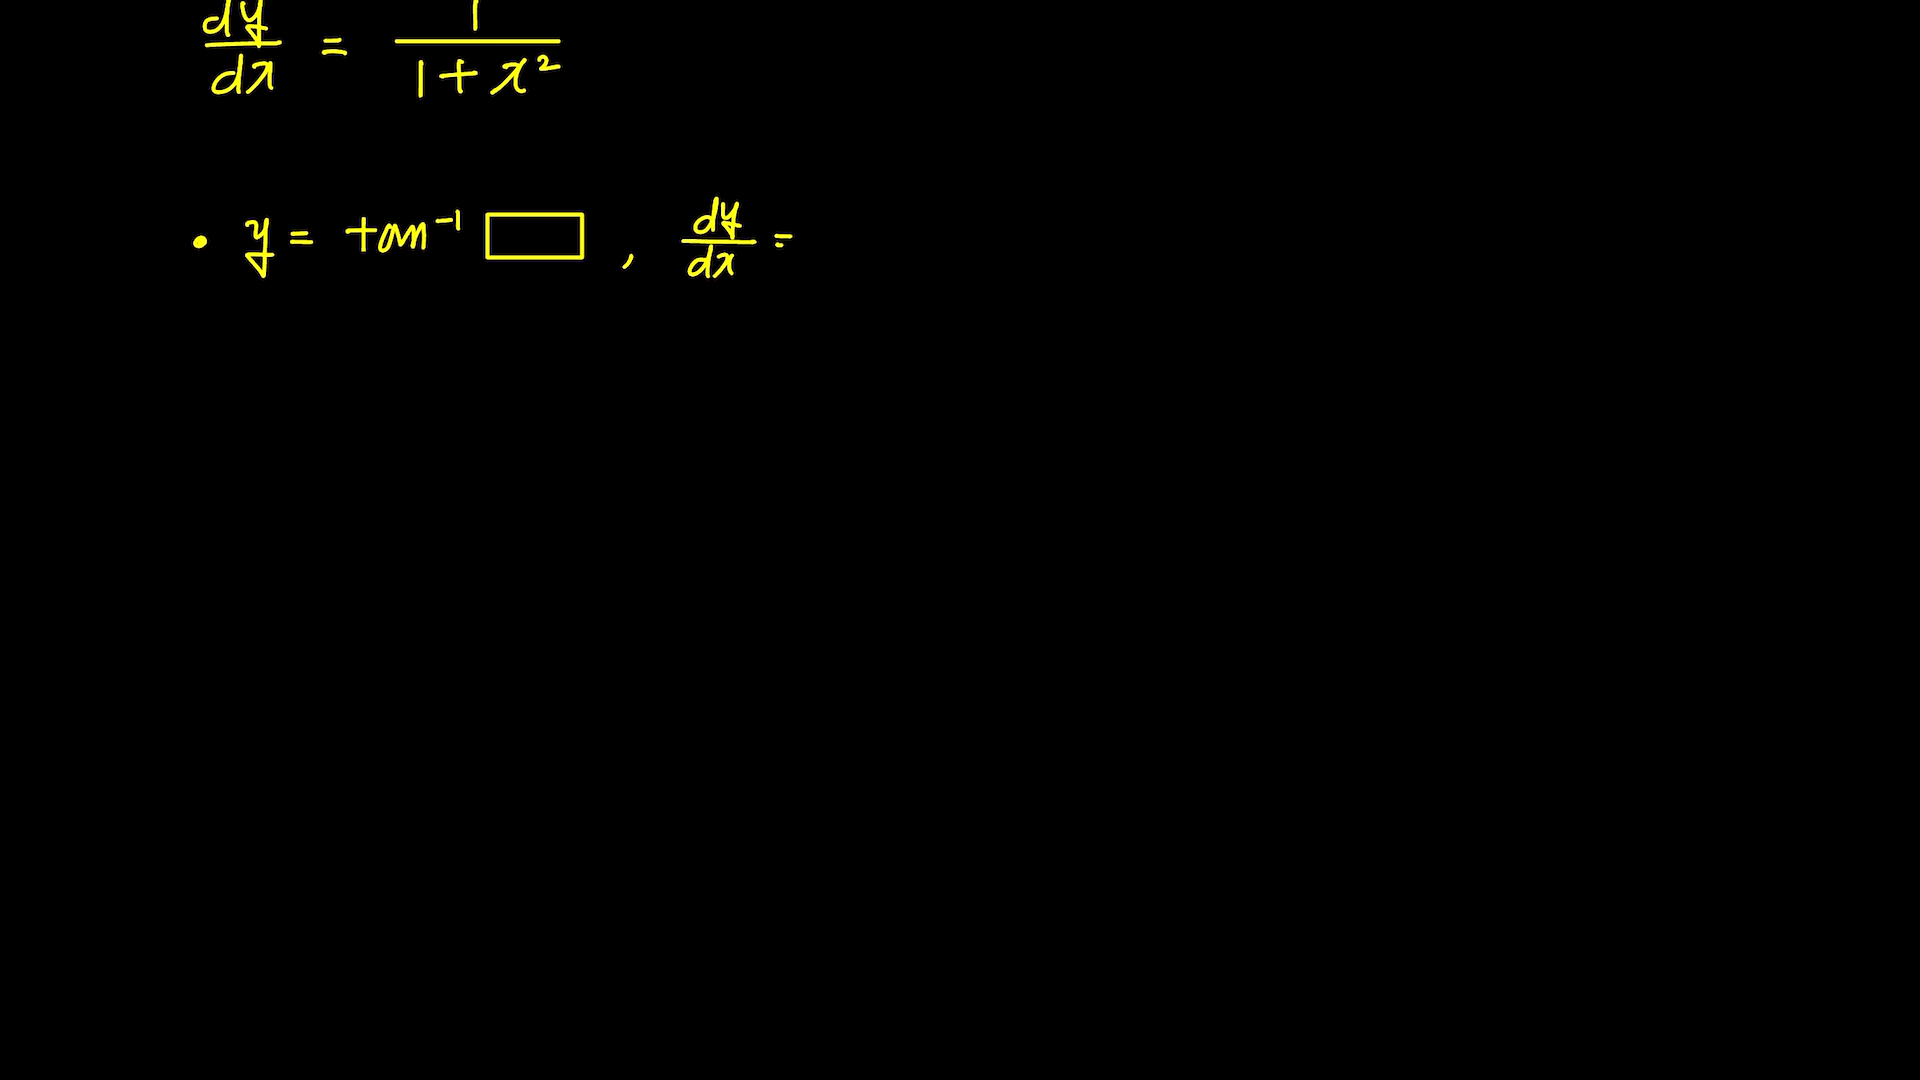 dy/dx = 1/(1+x²)
• y = tan⁻¹ □ , dy/dx =